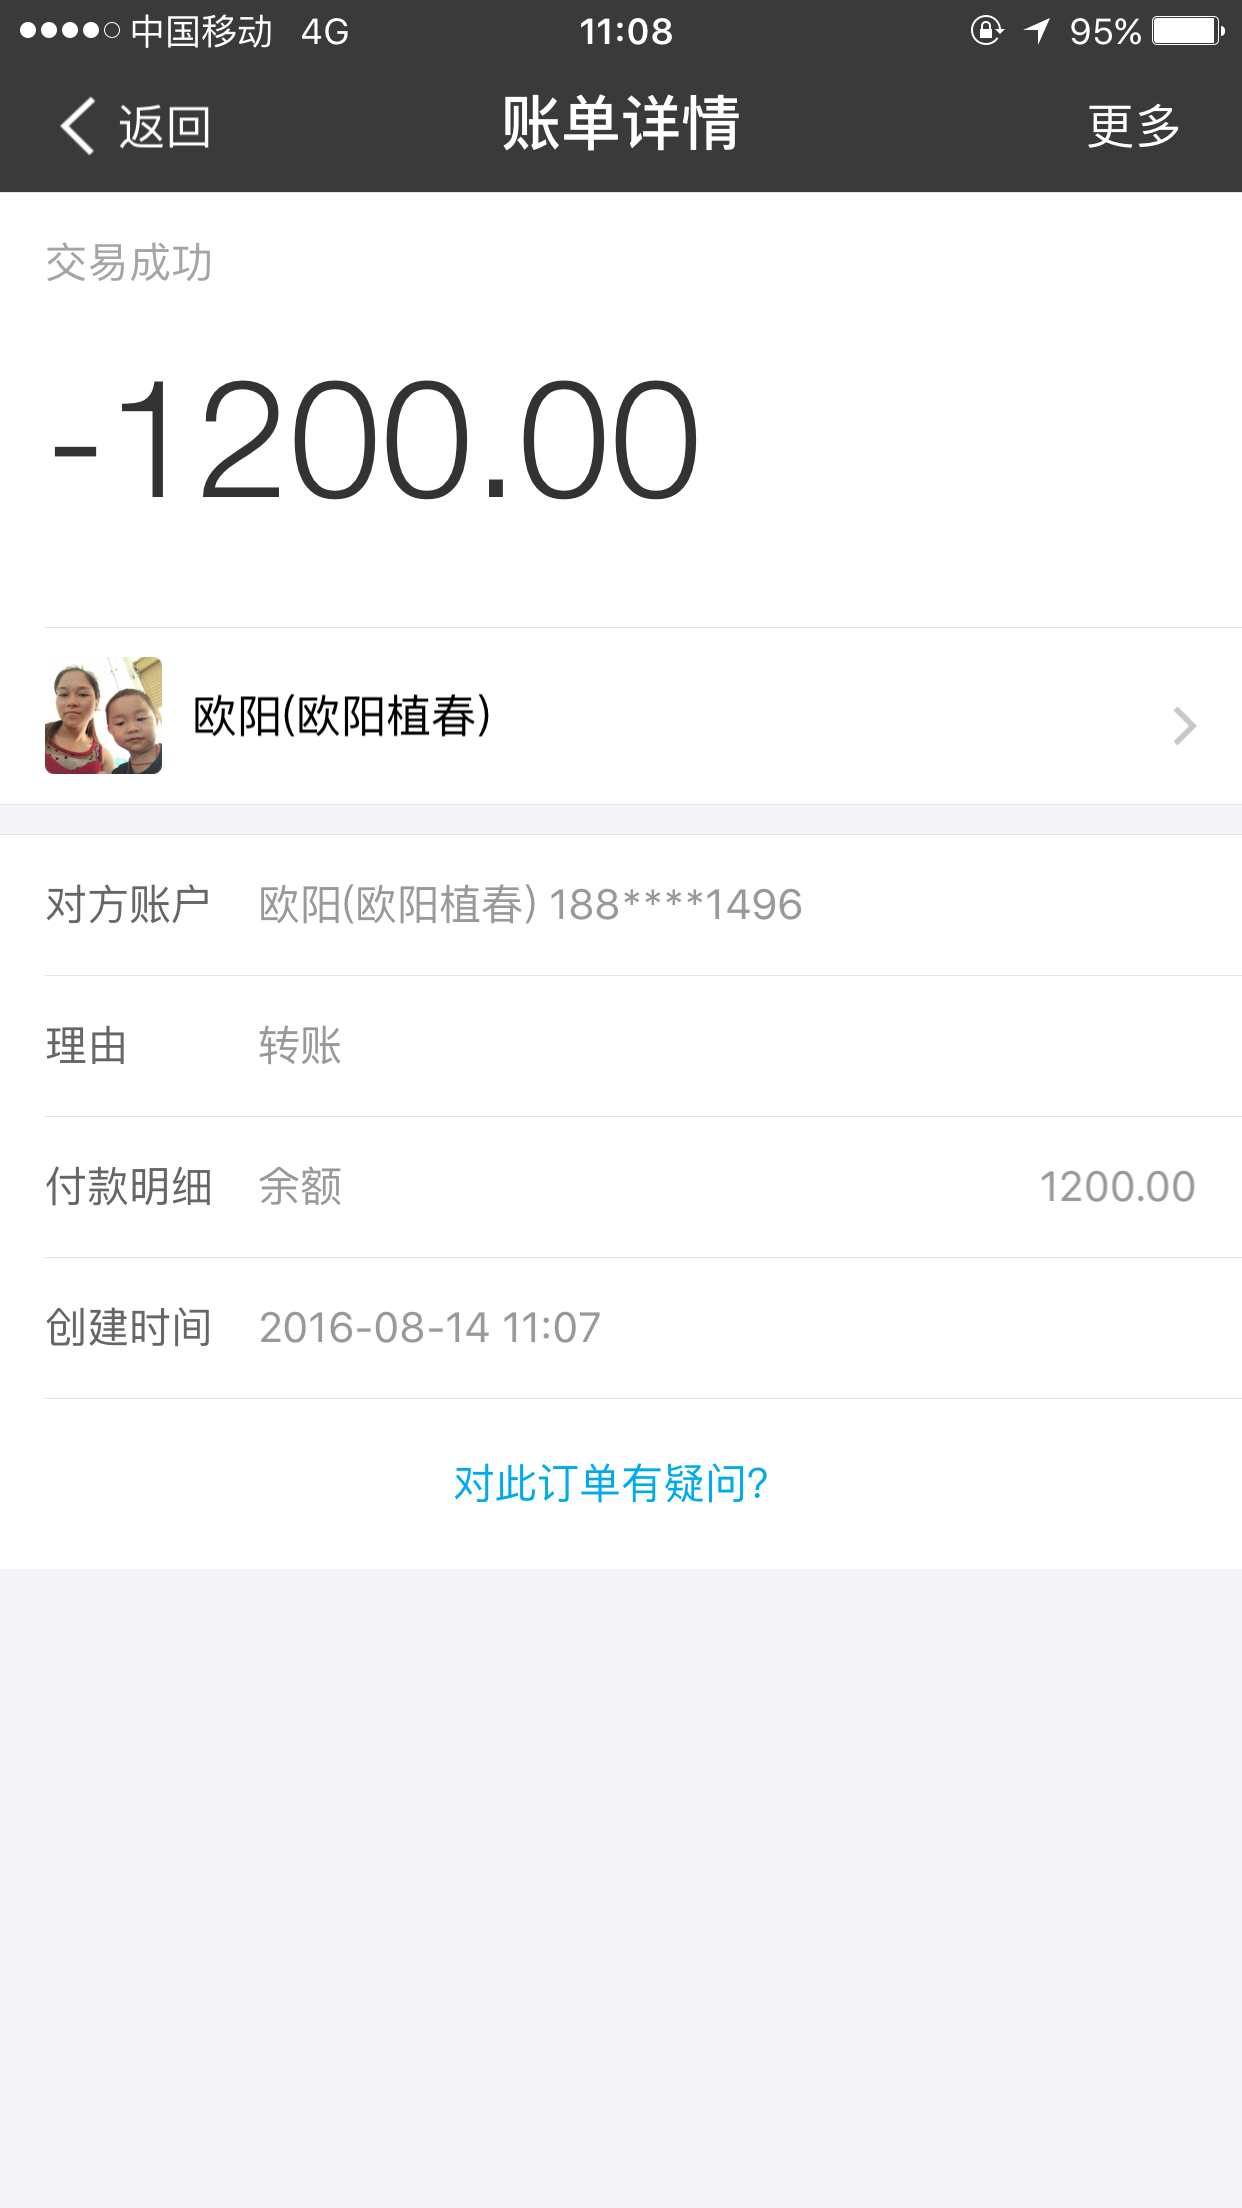 中国移动 4G 11:08 95%
返回 账单详情 更多
交易成功
-1200.00
欧阳(欧阳植春)
对方账户 欧阳(欧阳植春) 188****1496
理由 转账
付款明细 余额 1200.00
创建时间 2016-08-14 11:07
对此订单有疑问?